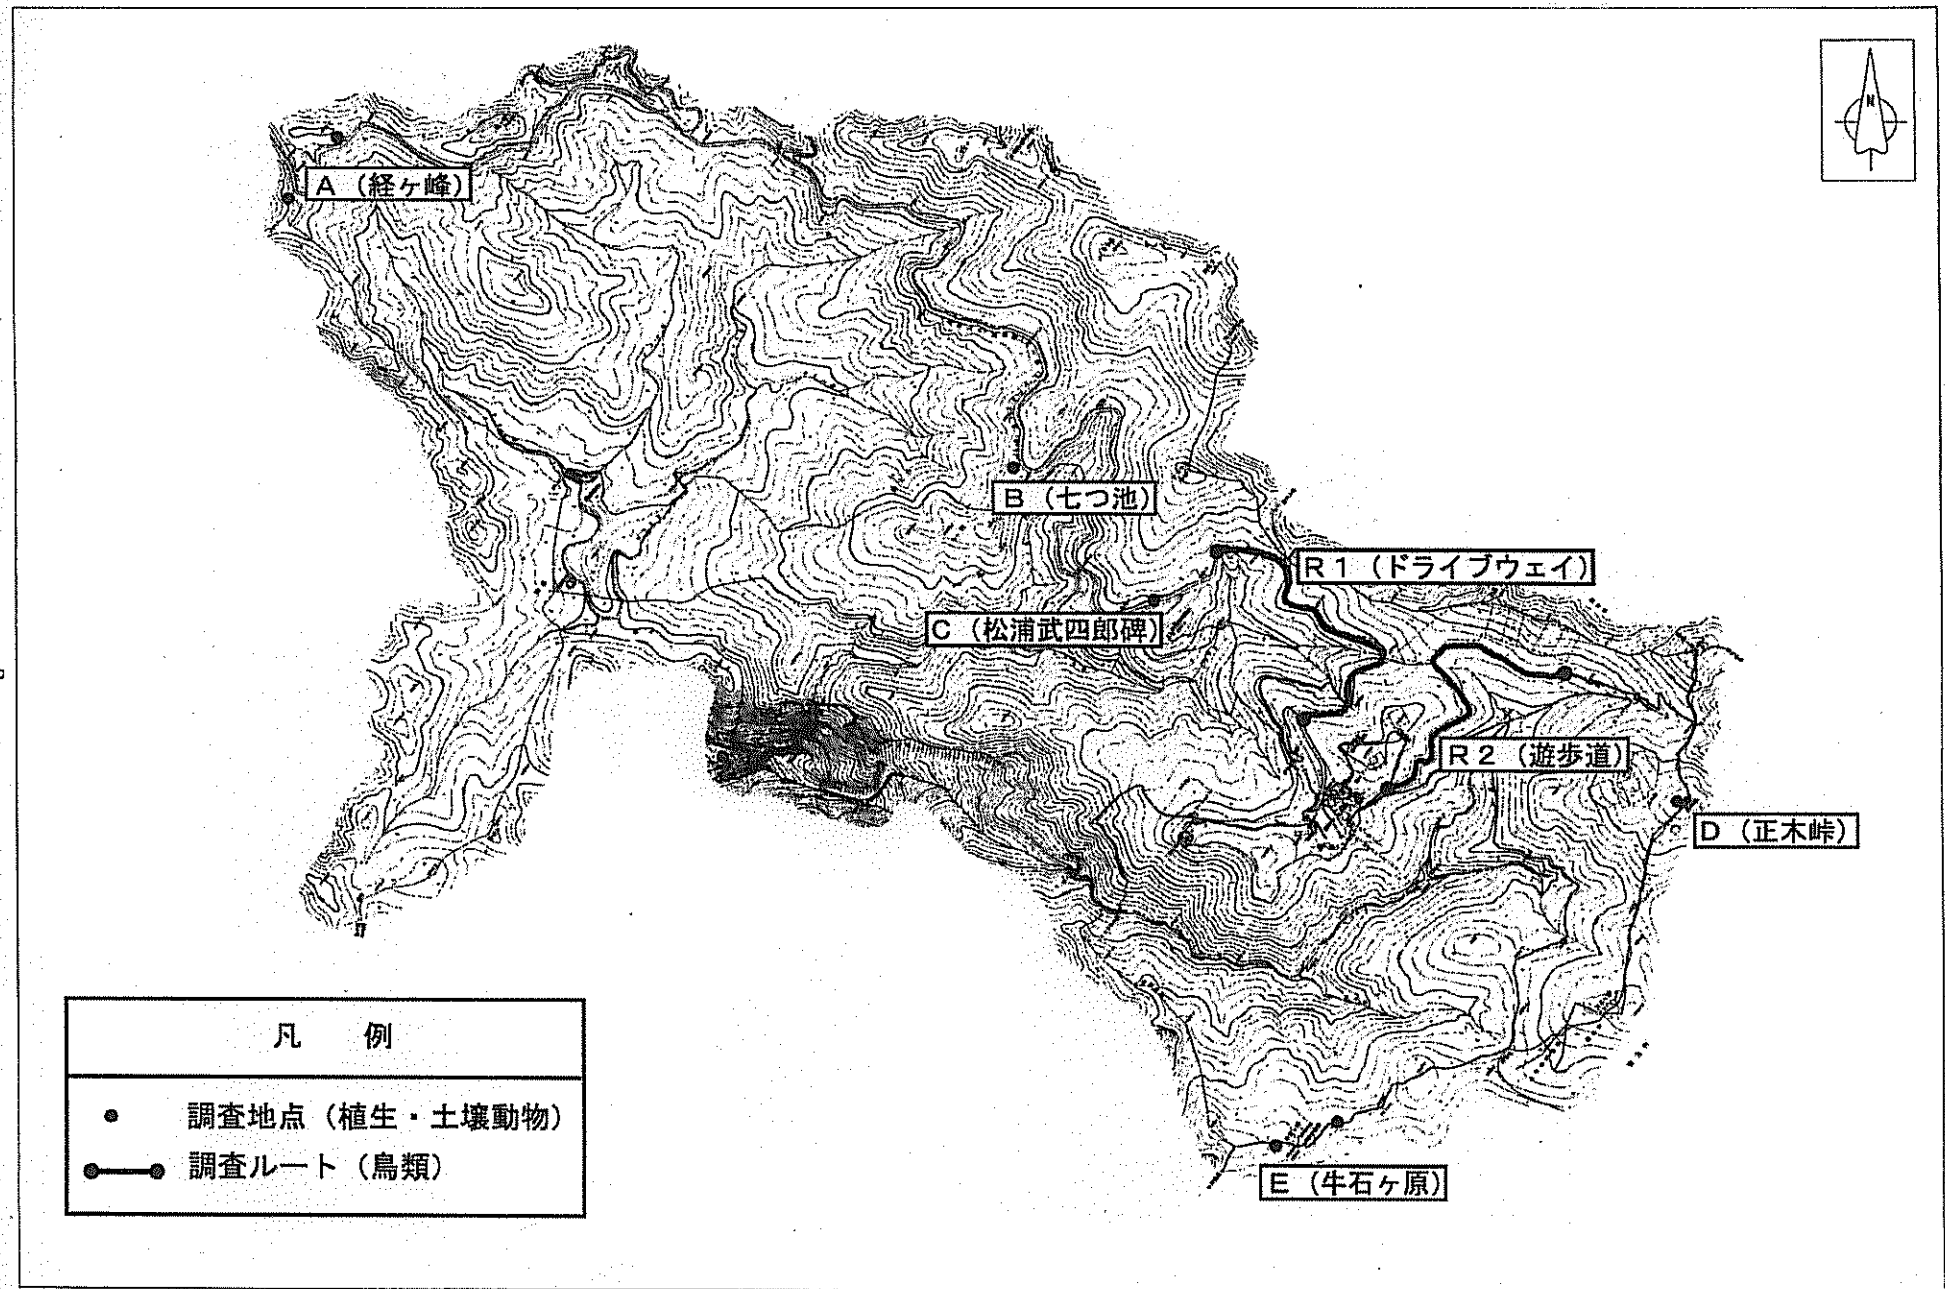 N
A（経ヶ峰）
B（七つ池）
R1（ドライブウェイ）
C（松浦武四郎碑）
R2（遊歩道）
D（正木峠）
E（牛石ヶ原）
凡　例
調査地点（植生・土壌動物）
調査ルート（鳥類）